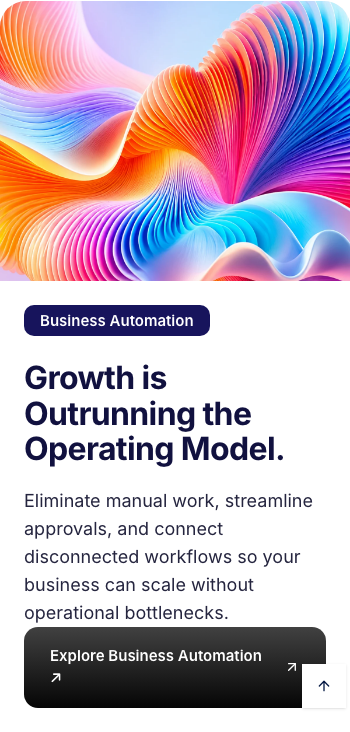 Business Automation
Growth is
Outrunning the
Operating Model.
Eliminate manual work, streamline
approvals, and connect
disconnected workflows so your
business can scale without
operational bottlenecks.
Explore Business Automation